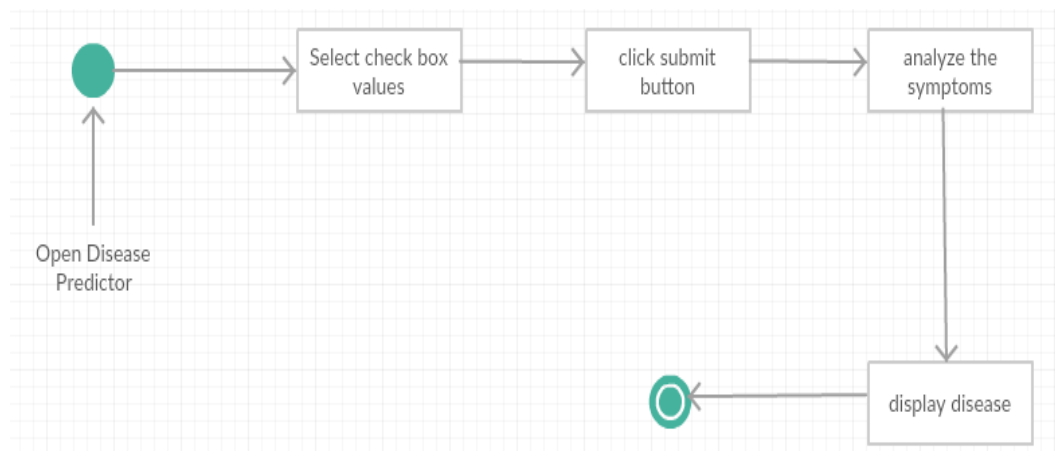 Select check box
values
click submit
button
analyze the
symptoms
Open Disease
Predictor
display disease